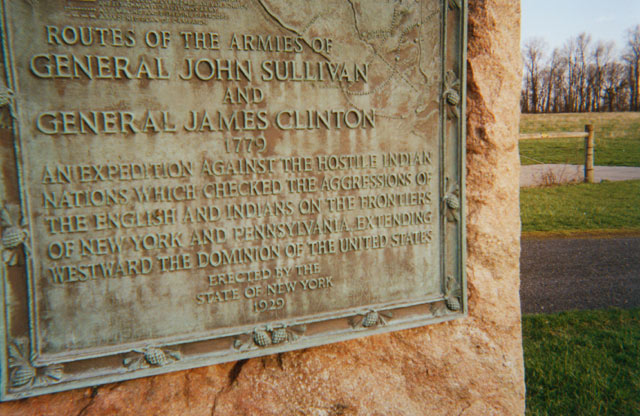 ROUTES OF THE ARMIES OF
GENERAL JOHN SULLIVAN
AND
GENERAL JAMES CLINTON
1779
AN EXPEDITION AGAINST THE HOSTILE INDIAN
NATIONS WHICH CHECKED THE AGGRESSIONS OF
THE ENGLISH AND INDIANS ON THE FRONTIERS
OF NEW YORK AND PENNSYLVANIA, EXTENDING
WESTWARD THE DOMINION OF THE UNITED STATES
ERECTED BY THE
STATE OF NEW YORK
1929